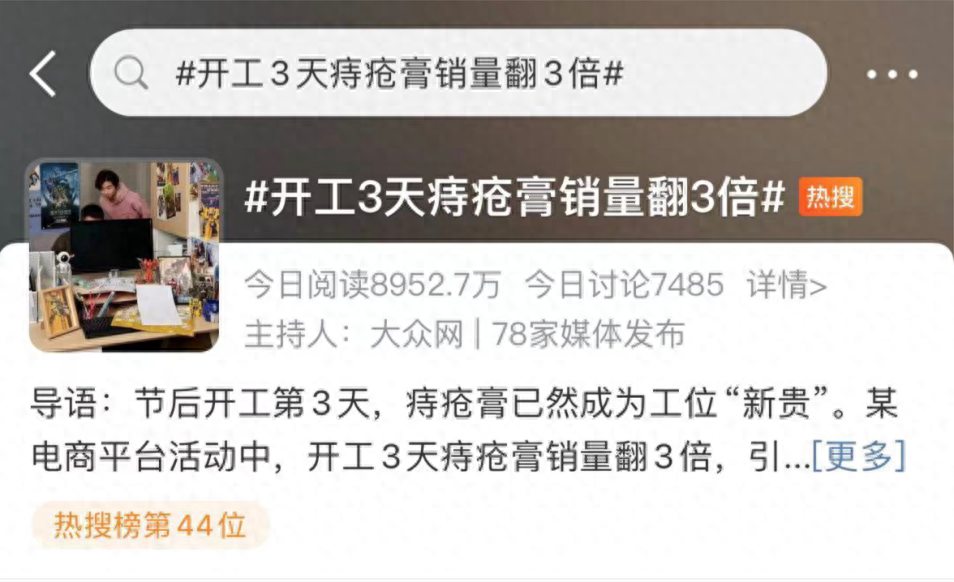 #开工3天痔疮膏销量翻3倍#
#开工3天痔疮膏销量翻3倍# 热搜
今日阅读8952.7万 今日讨论7485 详情>
主持人：大众网 | 78家媒体发布
导语：节后开工第3天，痔疮膏已然成为工位“新贵”。某
电商平台活动中，开工3天痔疮膏销量翻3倍，引...[更多]
热搜榜第44位